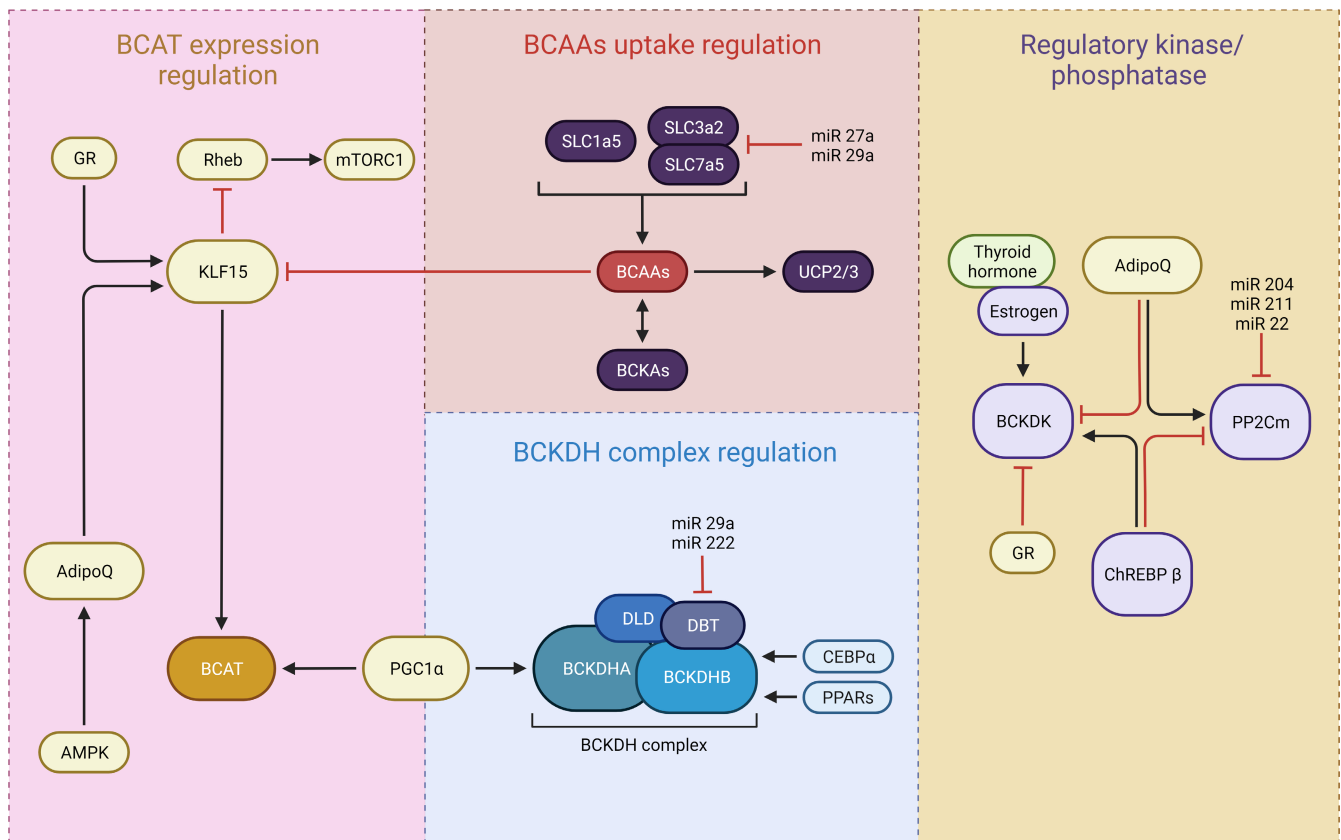 BCAT expression
regulation
GR
Rheb
mTORC1
KLF15
AdipoQ
BCAT
PGC1α
AMPK
BCAAs uptake regulation
SLC1a5
SLC3a2
SLC7a5
miR 27a
miR 29a
BCAAs
UCP2/3
BCKAs
BCKDH complex regulation
miR 29a
miR 222
DLD
DBT
BCKDHA
BCKDHB
CEBPα
PPARs
BCKDH complex
Regulatory kinase/
phosphatase
Thyroid
hormone
Estrogen
AdipoQ
miR 204
miR 211
miR 22
BCKDK
PP2Cm
GR
ChREBP β